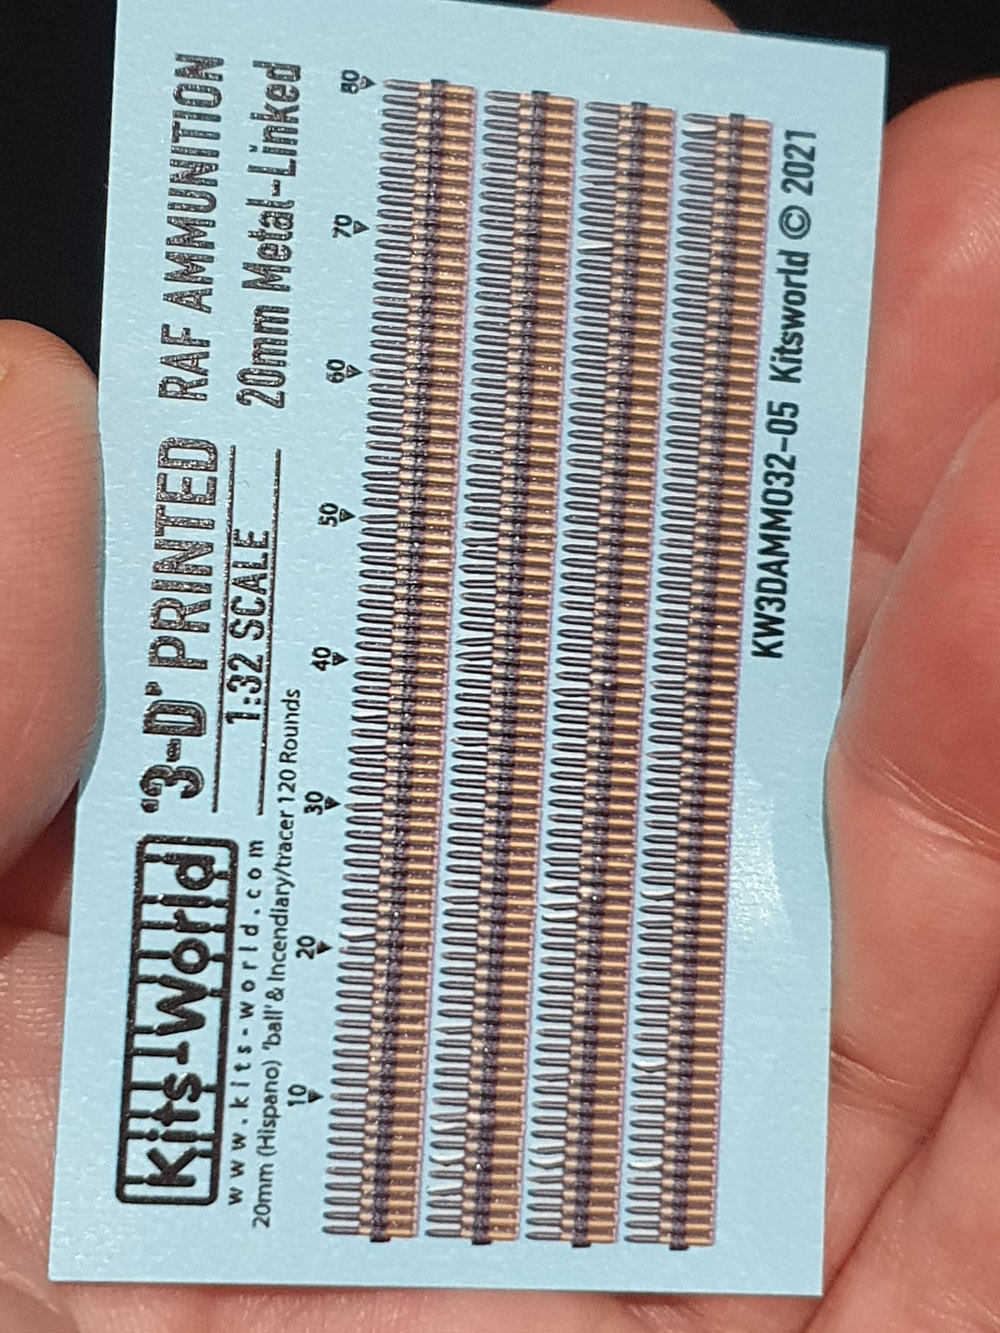 Kits-World
'3-D' PRINTED RAF AMMUNITION
1:32 SCALE
20mm Metal-Linked
www.kits-world.com
20mm (Hispano) 'ball' & Incendiary/tracer 120 Rounds
10 20 30 40 50 60 70 80
KW3DAMMO32-05 Kitsworld © 2021